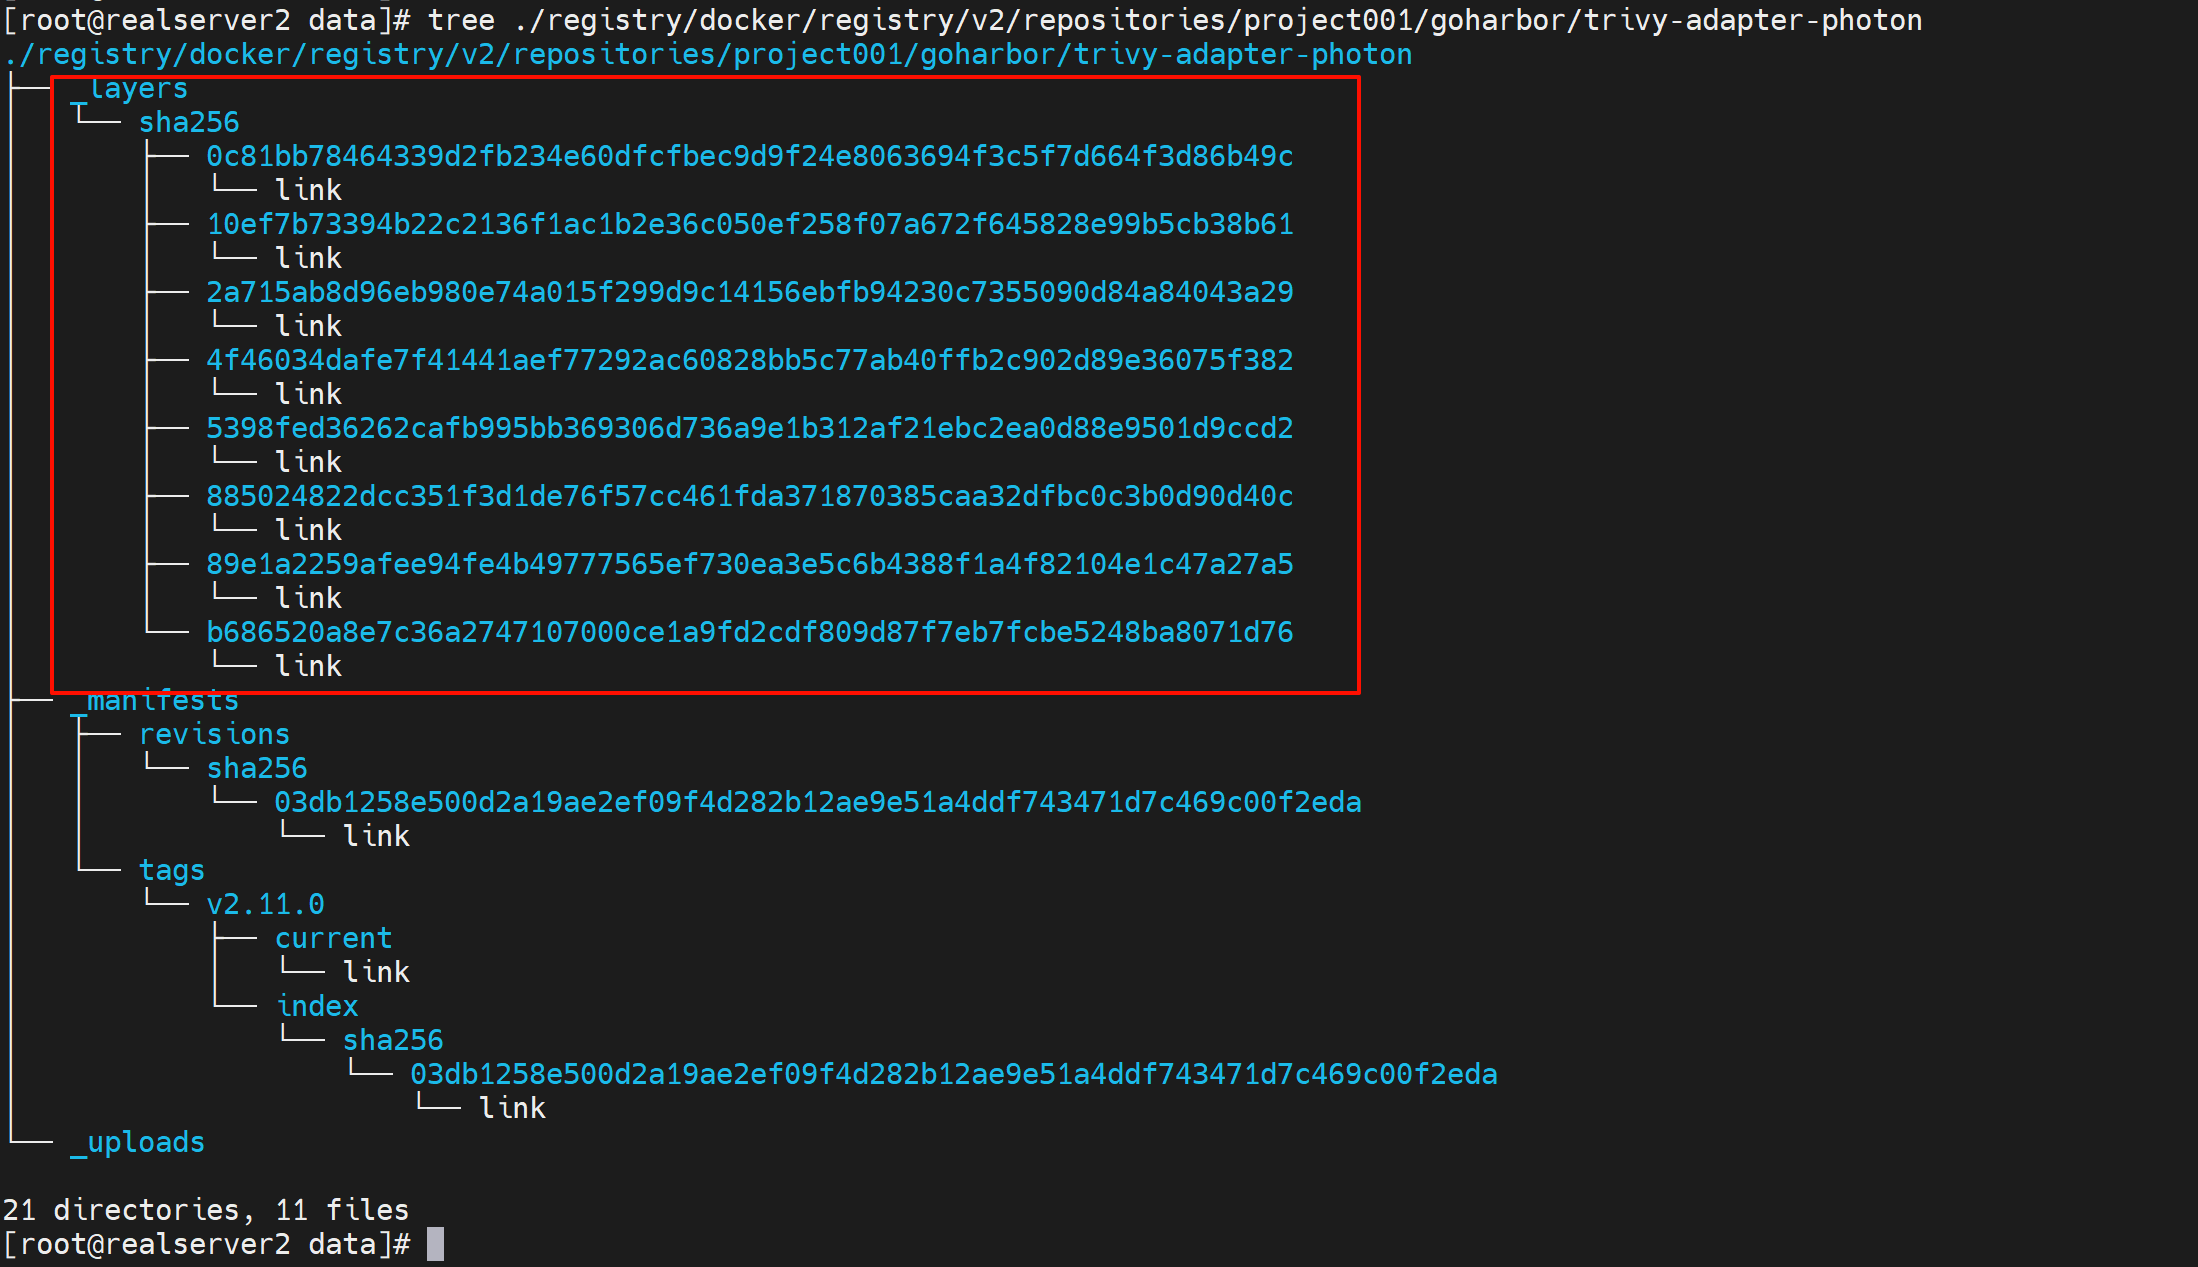 [root@realserver2 data]# tree ./registry/docker/registry/v2/repositories/project001/goharbor/trivy-adapter-photon
./registry/docker/registry/v2/repositories/project001/goharbor/trivy-adapter-photon
├── _layers
│   └── sha256
│       ├── 0c81bb78464339d2fb234e60dfcfbec9d9f24e8063694f3c5f7d664f3d86b49c
│       │   └── link
│       ├── 10ef7b73394b22c2136f1ac1b2e36c050ef258f07a672f645828e99b5cb38b61
│       │   └── link
│       ├── 2a715ab8d96eb980e74a015f299d9c14156ebfb94230c7355090d84a84043a29
│       │   └── link
│       ├── 4f46034dafe7f41441aef77292ac60828bb5c77ab40ffb2c902d89e36075f382
│       │   └── link
│       ├── 5398fed36262cafb995bb369306d736a9e1b312af21ebc2ea0d88e9501d9ccd2
│       │   └── link
│       ├── 885024822dcc351f3d1de76f57cc461fda371870385caa32dfbc0c3b0d90d40c
│       │   └── link
│       ├── 89e1a2259afee94fe4b49777565ef730ea3e5c6b4388f1a4f82104e1c47a27a5
│       │   └── link
│       └── b686520a8e7c36a2747107000ce1a9fd2cdf809d87f7eb7fcbe5248ba8071d76
│           └── link
├── _manifests
│   ├── revisions
│   │   └── sha256
│   │       └── 03db1258e500d2a19ae2ef09f4d282b12ae9e51a4ddf743471d7c469c00f2eda
│   │           └── link
│   └── tags
│       └── v2.11.0
│           ├── current
│           │   └── link
│           └── index
│               └── sha256
│                   └── 03db1258e500d2a19ae2ef09f4d282b12ae9e51a4ddf743471d7c469c00f2eda
│                       └── link
└── _uploads
21 directories, 11 files
[root@realserver2 data]#